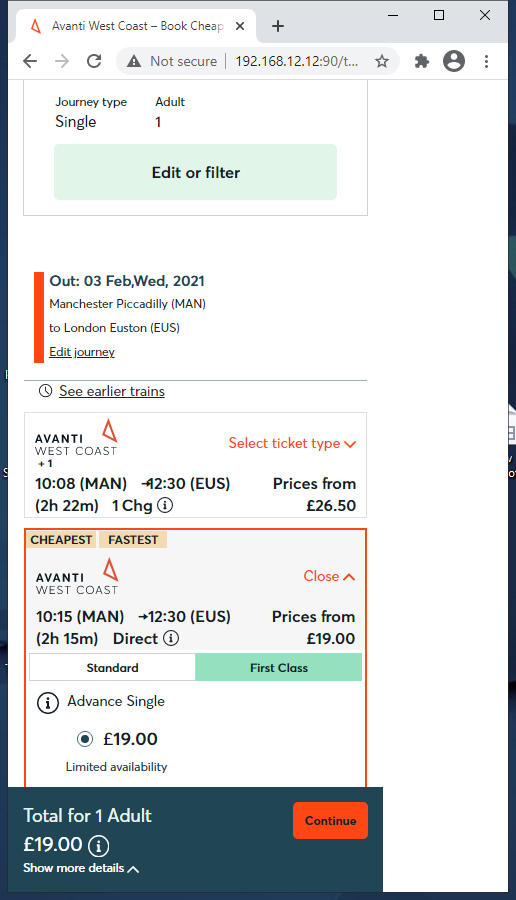 Avanti West Coast – Book Cheap
Not secure | 192.168.12.12:90/t...
Journey type
Adult
Single
1
Edit or filter
Out: 03 Feb,Wed, 2021
Manchester Piccadilly (MAN)
to London Euston (EUS)
Edit journey
See earlier trains
AVANTI
WEST COAST
+ 1
Select ticket type
10:08 (MAN) → 12:30 (EUS)
Prices from
(2h 22m) 1 Chg
£26.50
CHEAPEST FASTEST
AVANTI
WEST COAST
Close
10:15 (MAN) → 12:30 (EUS)
Prices from
(2h 15m) Direct
£19.00
Standard
First Class
Advance Single
£19.00
Limited availability
Total for 1 Adult
£19.00
Show more details
Continue